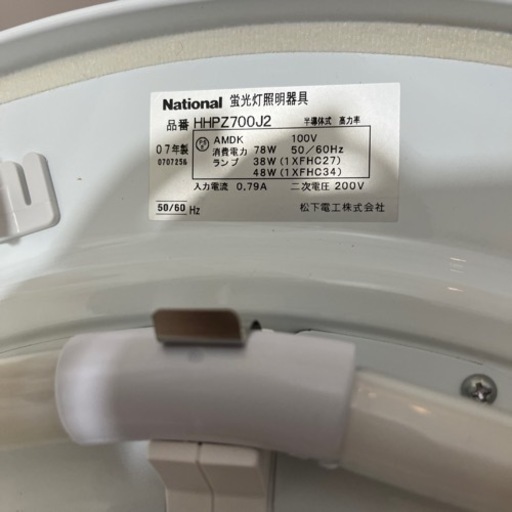 National 蛍光灯照明器具
品番 HHPZ700J2 半導体式 高力率
07年製 AMDK 100V
070725B 消費電力 78W 50/60Hz
ランプ 38W(1XFHC27)
48W(1XFHC34)
入力電流 0.79A 二次電圧 200V
50/60 Hz 松下電工株式会社